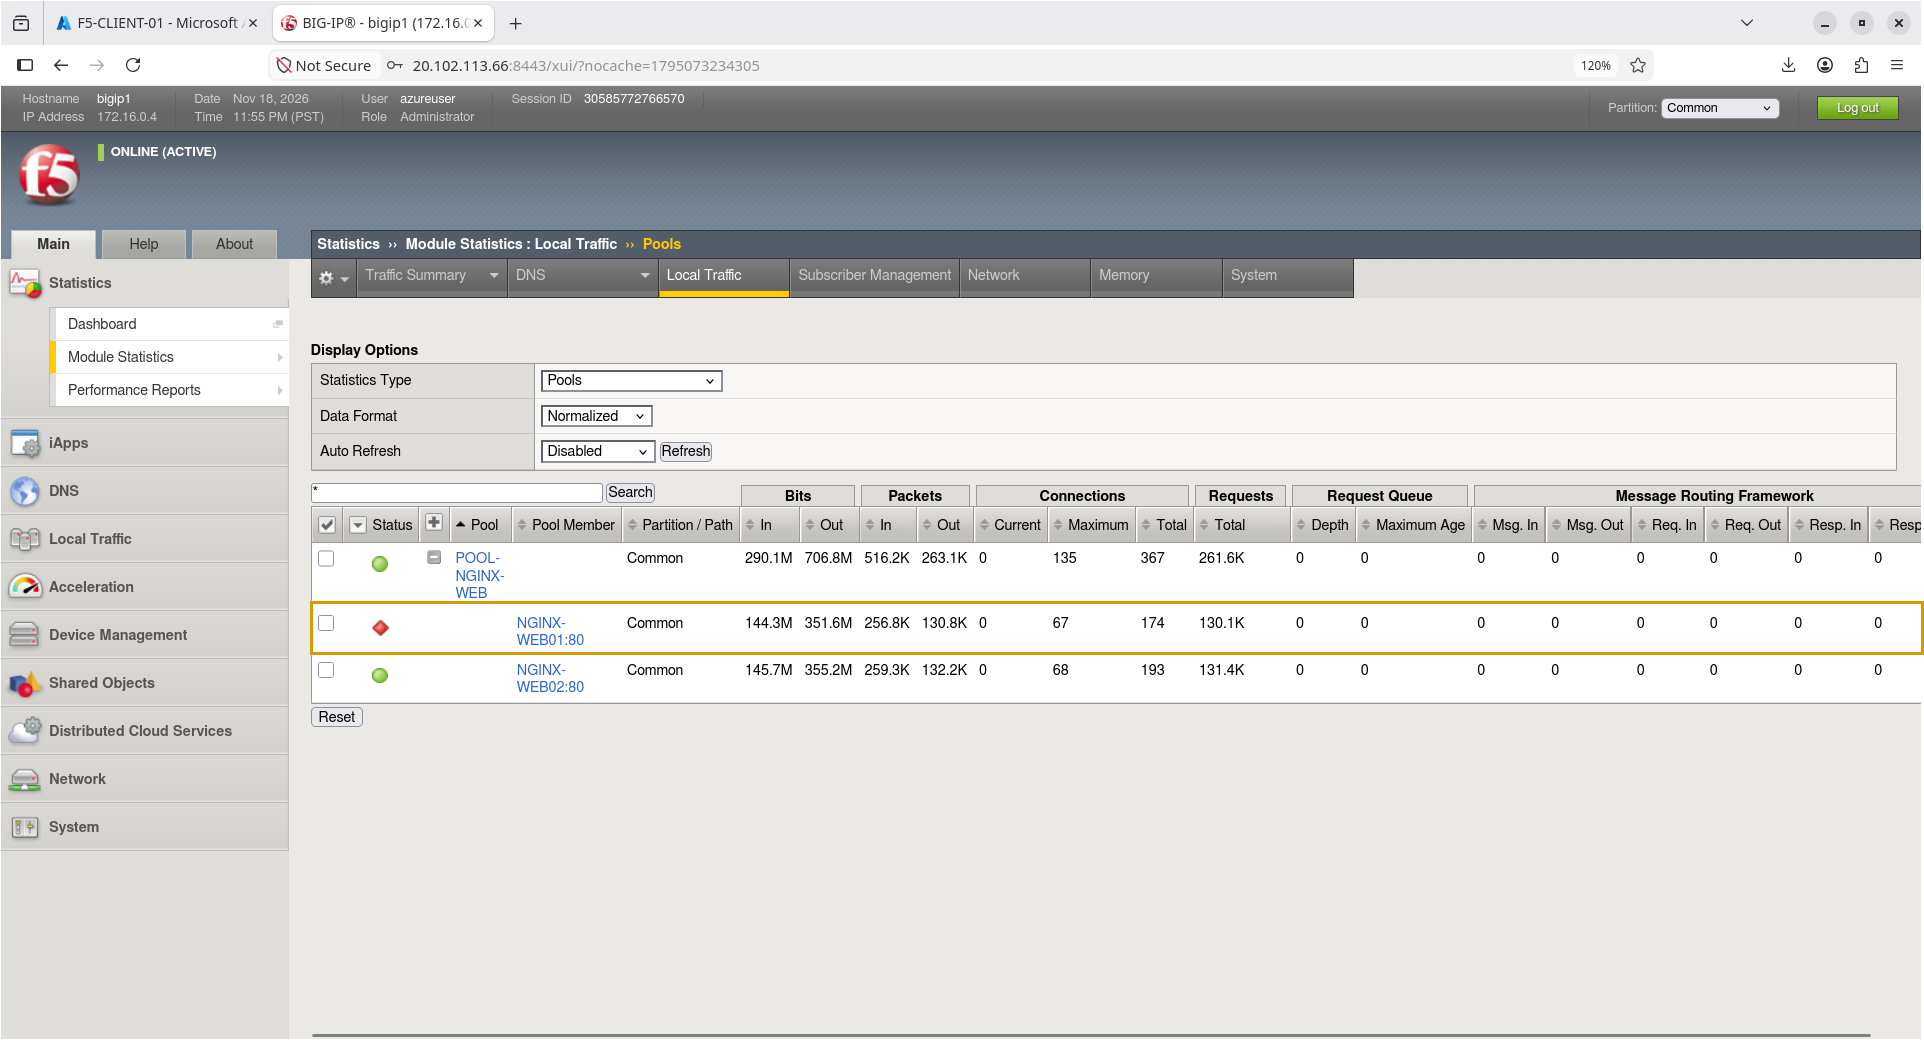 F5-CLIENT-01 - Microsoft
BIG-IP® - bigip1 (172.16.0
Not Secure
20.102.113.66:8443/xui/?nocache=1795073234305
120%
Hostname bigip1 Date Nov 18, 2026 User azureuser Session ID 30585772766570
IP Address 172.16.0.4 Time 11:55 PM (PST) Role Administrator
Partition: Common Log out
f5
ONLINE (ACTIVE)
Main Help About
Statistics ›› Module Statistics : Local Traffic ›› Pools
Traffic Summary DNS Local Traffic Subscriber Management Network Memory System
Statistics
Dashboard
Module Statistics
Performance Reports
iApps
DNS
Local Traffic
Acceleration
Device Management
Shared Objects
Distributed Cloud Services
Network
System
Display Options
Statistics Type Pools
Data Format Normalized
Auto Refresh Disabled Refresh
* Search Bits Packets Connections Requests Request Queue Message Routing Framework
Status Pool Pool Member Partition / Path In Out In Out Current Maximum Total Total Depth Maximum Age Msg. In Msg. Out Req. In Req. Out Resp. In Resp
POOL- Common 290.1M 706.8M 516.2K 263.1K 0 135 367 261.6K 0 0 0 0 0 0 0 0
NGINX-
WEB
NGINX- Common 144.3M 351.6M 256.8K 130.8K 0 67 174 130.1K 0 0 0 0 0 0 0 0
WEB01:80
NGINX- Common 145.7M 355.2M 259.3K 132.2K 0 68 193 131.4K 0 0 0 0 0 0 0 0
WEB02:80
Reset